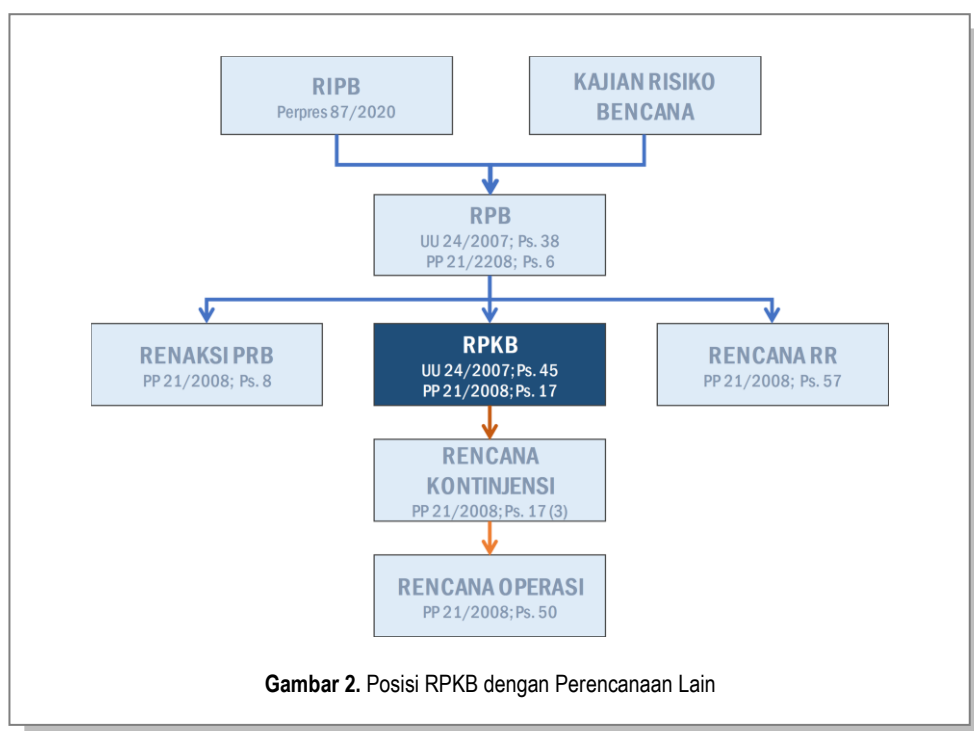 RIPB
Perpres 87/2020
KAJIAN RISIKO
BENCANA
RPB
UU 24/2007; Ps. 38
PP 21/2208; Ps. 6
RENAKSI PRB
PP 21/2008; Ps. 8
RPKB
UU 24/2007; Ps. 45
PP 21/2008; Ps. 17
RENCANA RR
PP 21/2008; Ps. 57
RENCANA
KONTINJENSI
PP 21/2008; Ps. 17 (3)
RENCANA OPERASI
PP 21/2008; Ps. 50
Gambar 2. Posisi RPKB dengan Perencanaan Lain